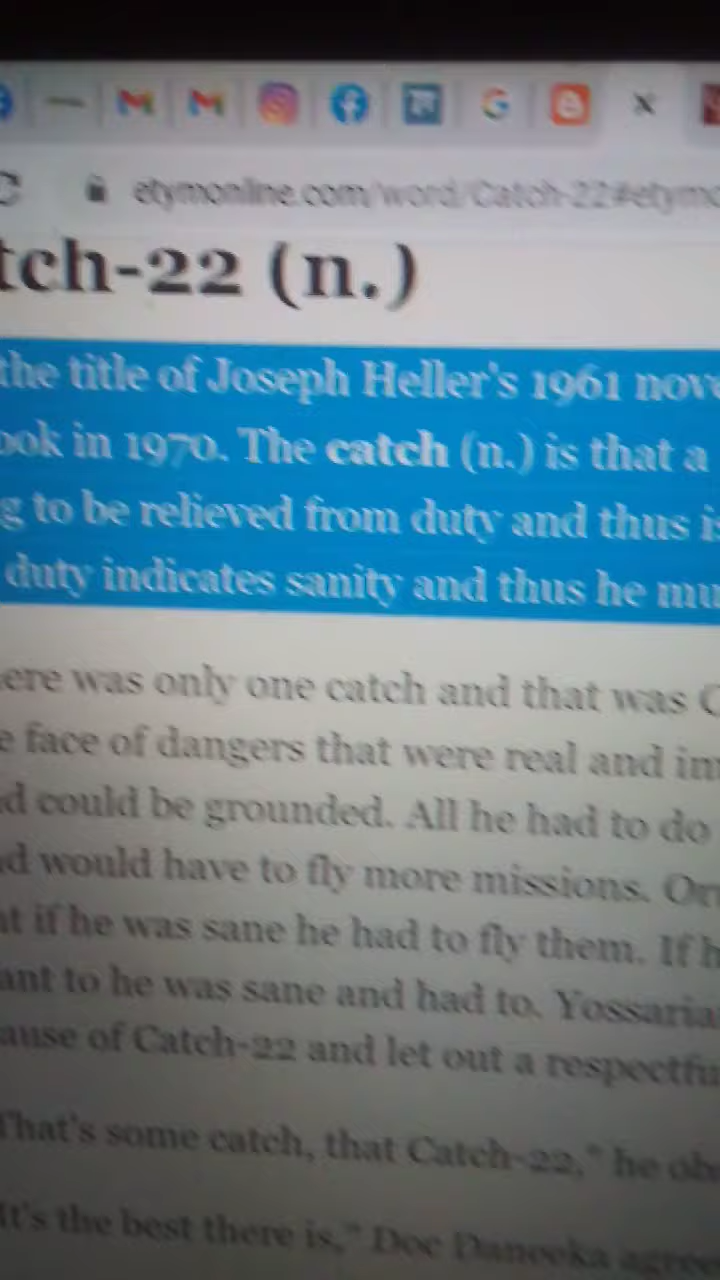 etymonline.com/word/Catch-22#etymo
tch-22 (n.)
the title of Joseph Heller's 1961 nov
ook in 1970. The catch (n.) is that a
g to be relieved from duty and thus is
duty indicates sanity and thus he mu
ere was only one catch and that was C
e face of dangers that were real and im
d could be grounded. All he had to do
d would have to fly more missions. Or
t if he was sane he had to fly them. If h
ant to he was sane and had to. Yossaria
ause of Catch-22 and let out a respectfu
That's some catch, that Catch-22," he ob
It's the best there is," Doc Daneeka agree